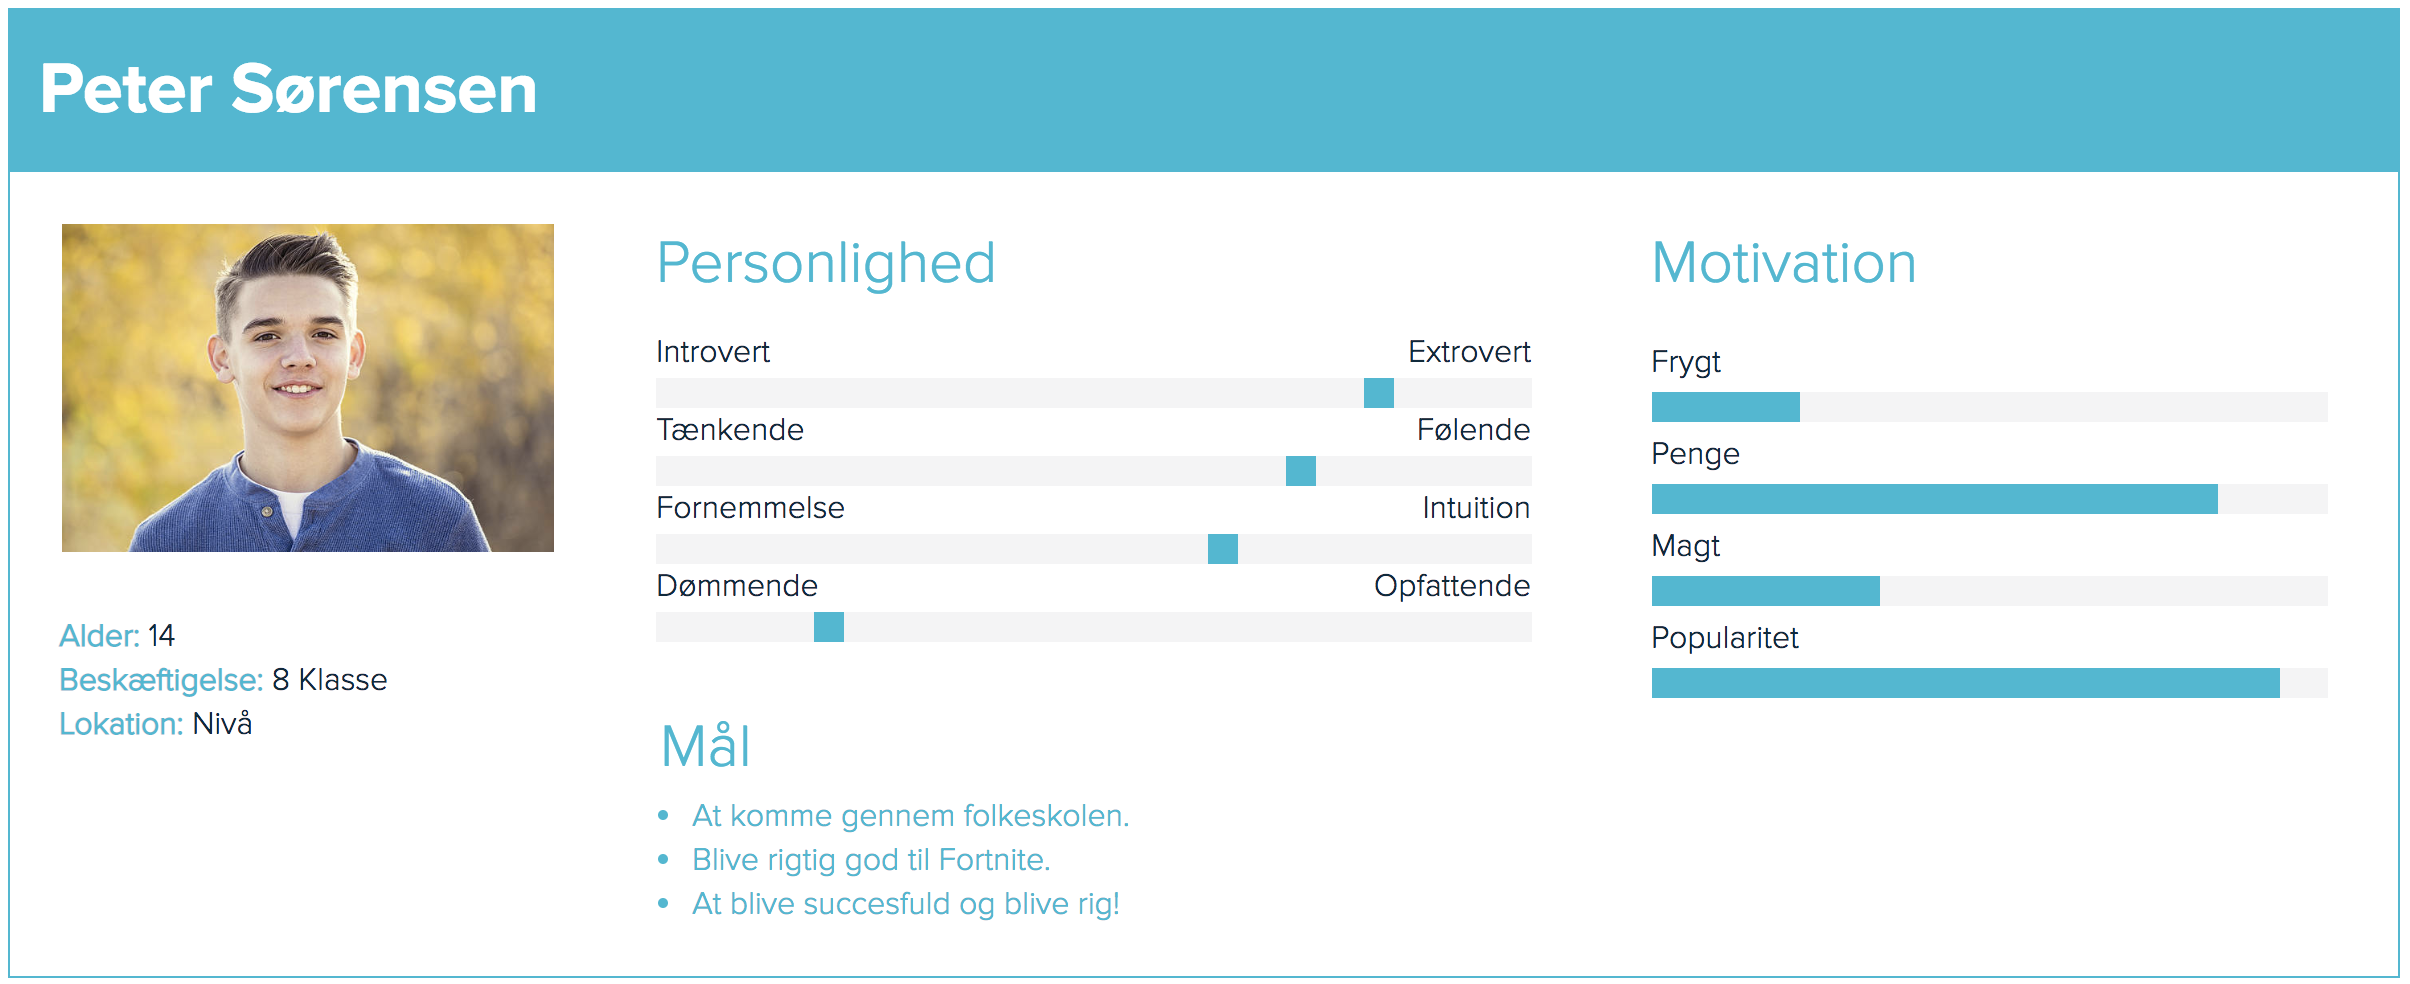 Peter Sørensen
Alder: 14
Beskæftigelse: 8 Klasse
Lokation: Nivå
Personlighed
Introvert Extrovert
Tænkende Følende
Fornemmelse Intuition
Dømmende Opfattende
Mål
• At komme gennem folkeskolen.
• Blive rigtig god til Fortnite.
• At blive succesfuld og blive rig!
Motivation
Frygt
Penge
Magt
Popularitet